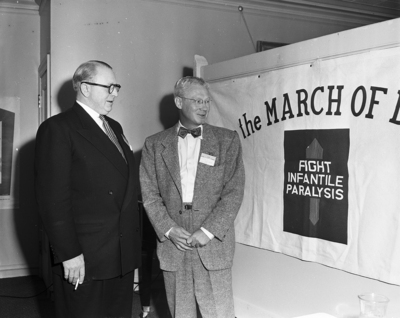 the MARCH OF
FIGHT
INFANTILE
PARALYSIS